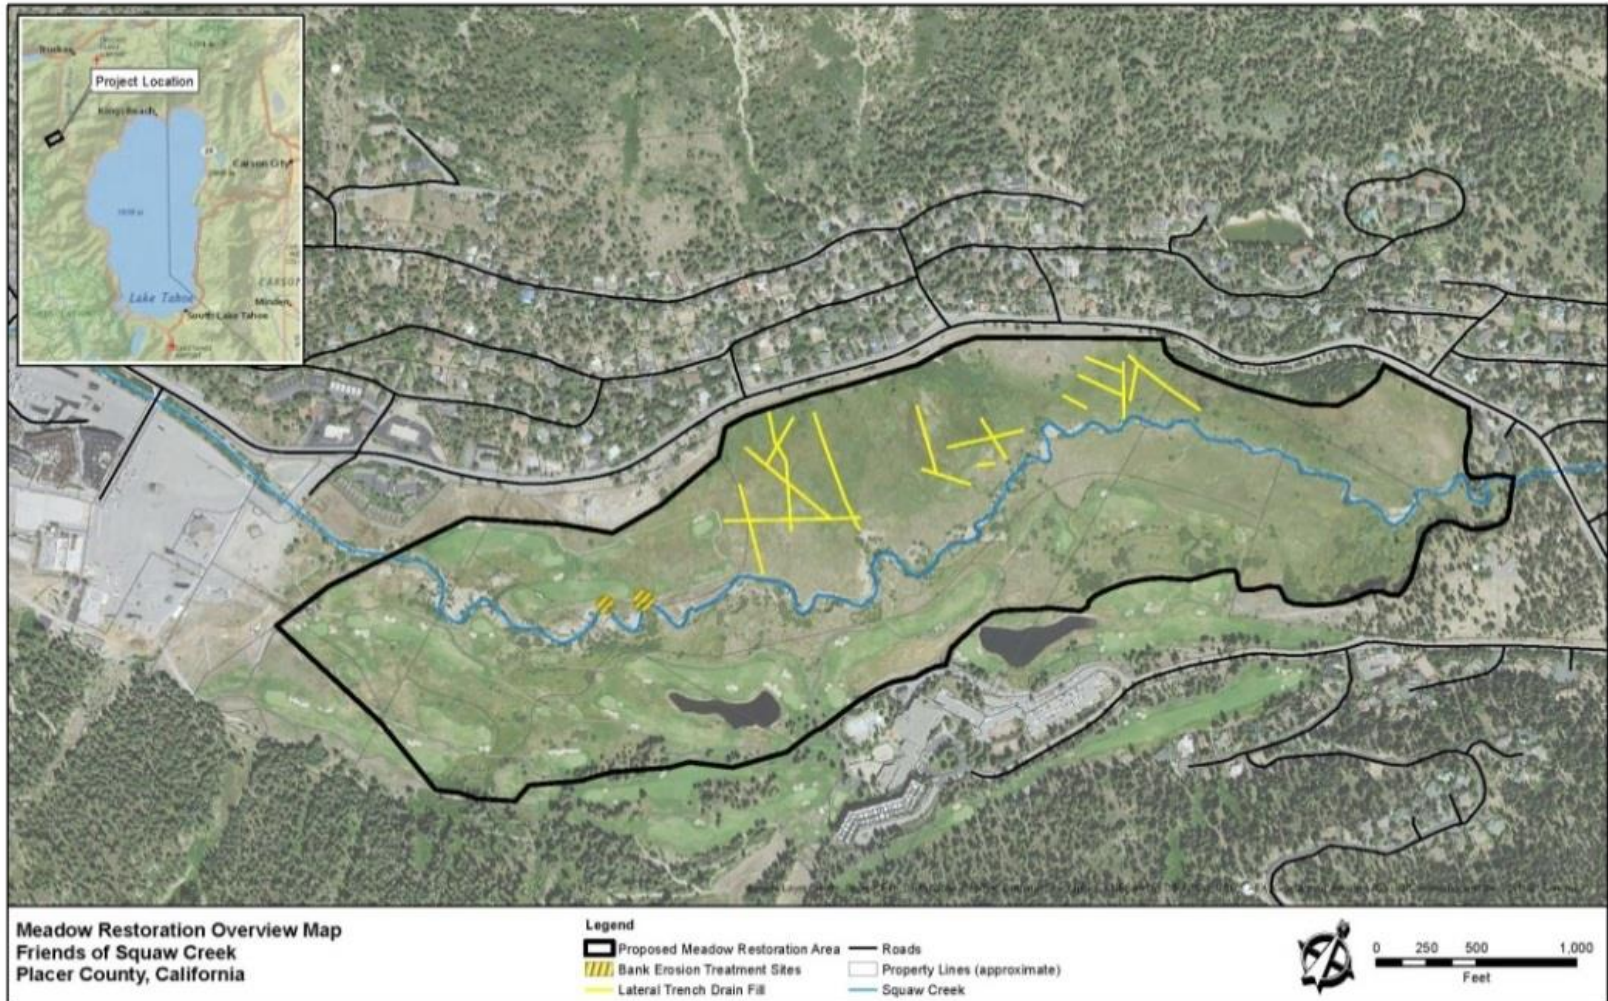 Truckee
Project Location
Kings Beach
Carson City
Lake Tahoe
CARSON
Minden
South Lake Tahoe
Meadow Restoration Overview Map
Friends of Squaw Creek
Placer County, California
Legend
Proposed Meadow Restoration Area
Bank Erosion Treatment Sites
Lateral Trench Drain Fill
Roads
Property Lines (approximate)
Squaw Creek
0 250 500 1,000
Feet